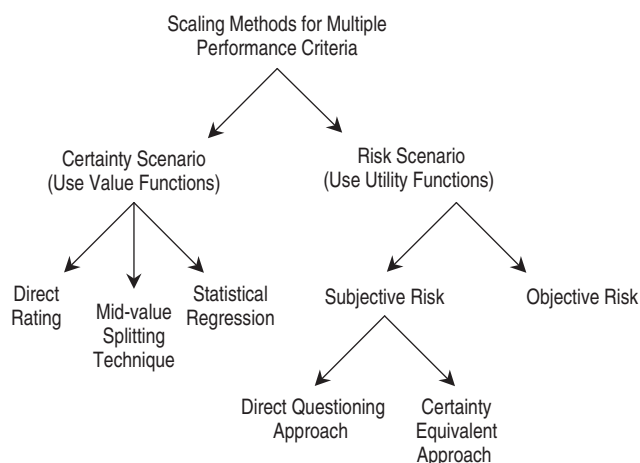 Scaling Methods for Multiple
Performance Criteria
Certainty Scenario
(Use Value Functions)
Risk Scenario
(Use Utility Functions)
Direct
Rating
Mid-value
Splitting
Technique
Statistical
Regression
Subjective Risk
Objective Risk
Direct Questioning
Approach
Certainty
Equivalent
Approach